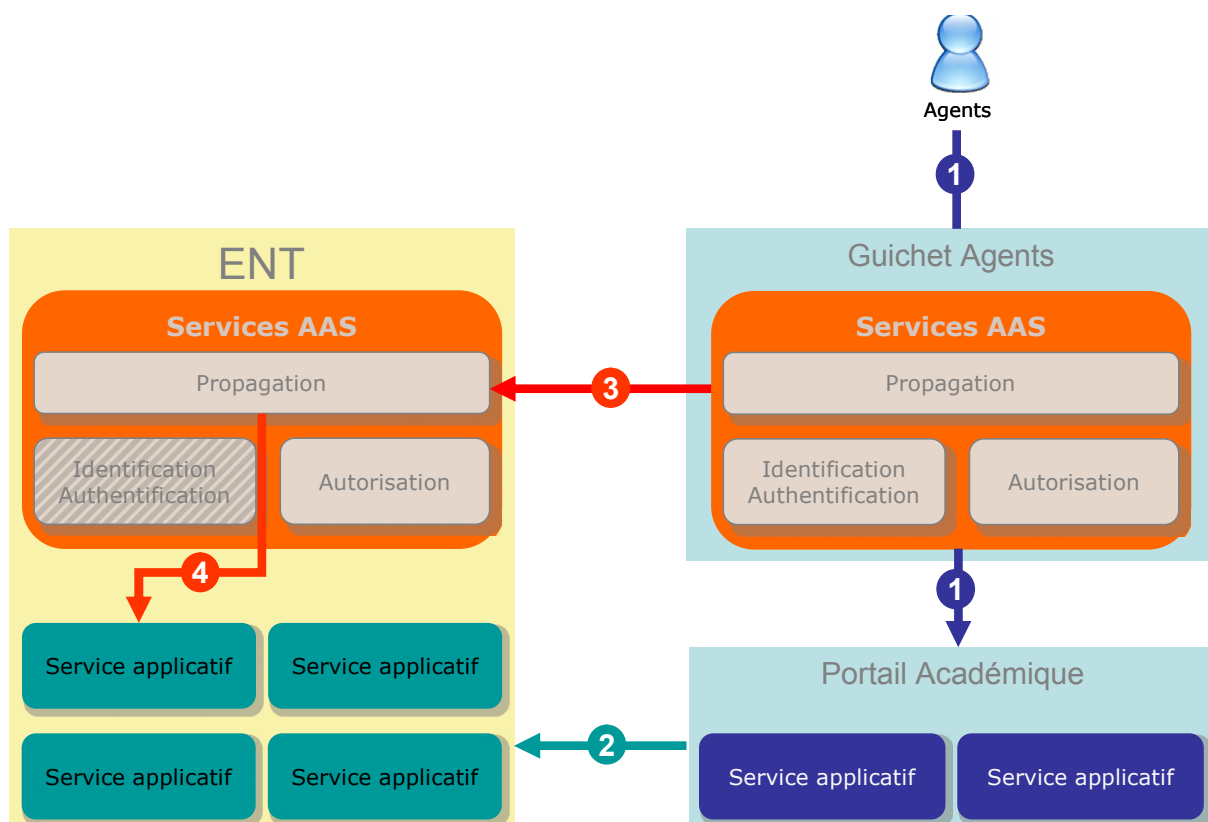 Agents
1
ENT
Guichet Agents
Services AAS
Services AAS
Propagation
3
Propagation
Identification
Authentification
Autorisation
Identification
Authentification
Autorisation
4
1
Service applicatif
Service applicatif
Portail Académique
2
Service applicatif
Service applicatif
Service applicatif
Service applicatif